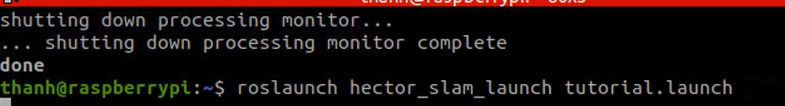 shutting down processing monitor...
... shutting down processing monitor complete
done
thanh@raspberrypi:~$ roslaunch hector_slam_launch tutorial.launch